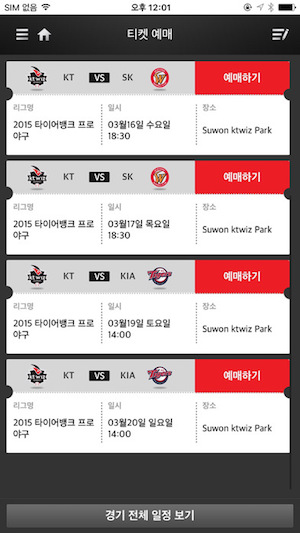 SIM 없음 오후 12:01
티켓 예매
KT VS SK 예매하기
리그명 일시 장소
2015 타이어뱅크 프로 03월16일 수요일 Suwon ktwiz Park
야구 18:30
KT VS SK 예매하기
리그명 일시 장소
2015 타이어뱅크 프로 03월17일 목요일 Suwon ktwiz Park
야구 18:30
KT VS KIA 예매하기
리그명 일시 장소
2015 타이어뱅크 프로 03월19일 토요일 Suwon ktwiz Park
야구 14:00
KT VS KIA 예매하기
리그명 일시 장소
2015 타이어뱅크 프로 03월20일 일요일 Suwon ktwiz Park
야구 14:00
경기 전체 일정 보기